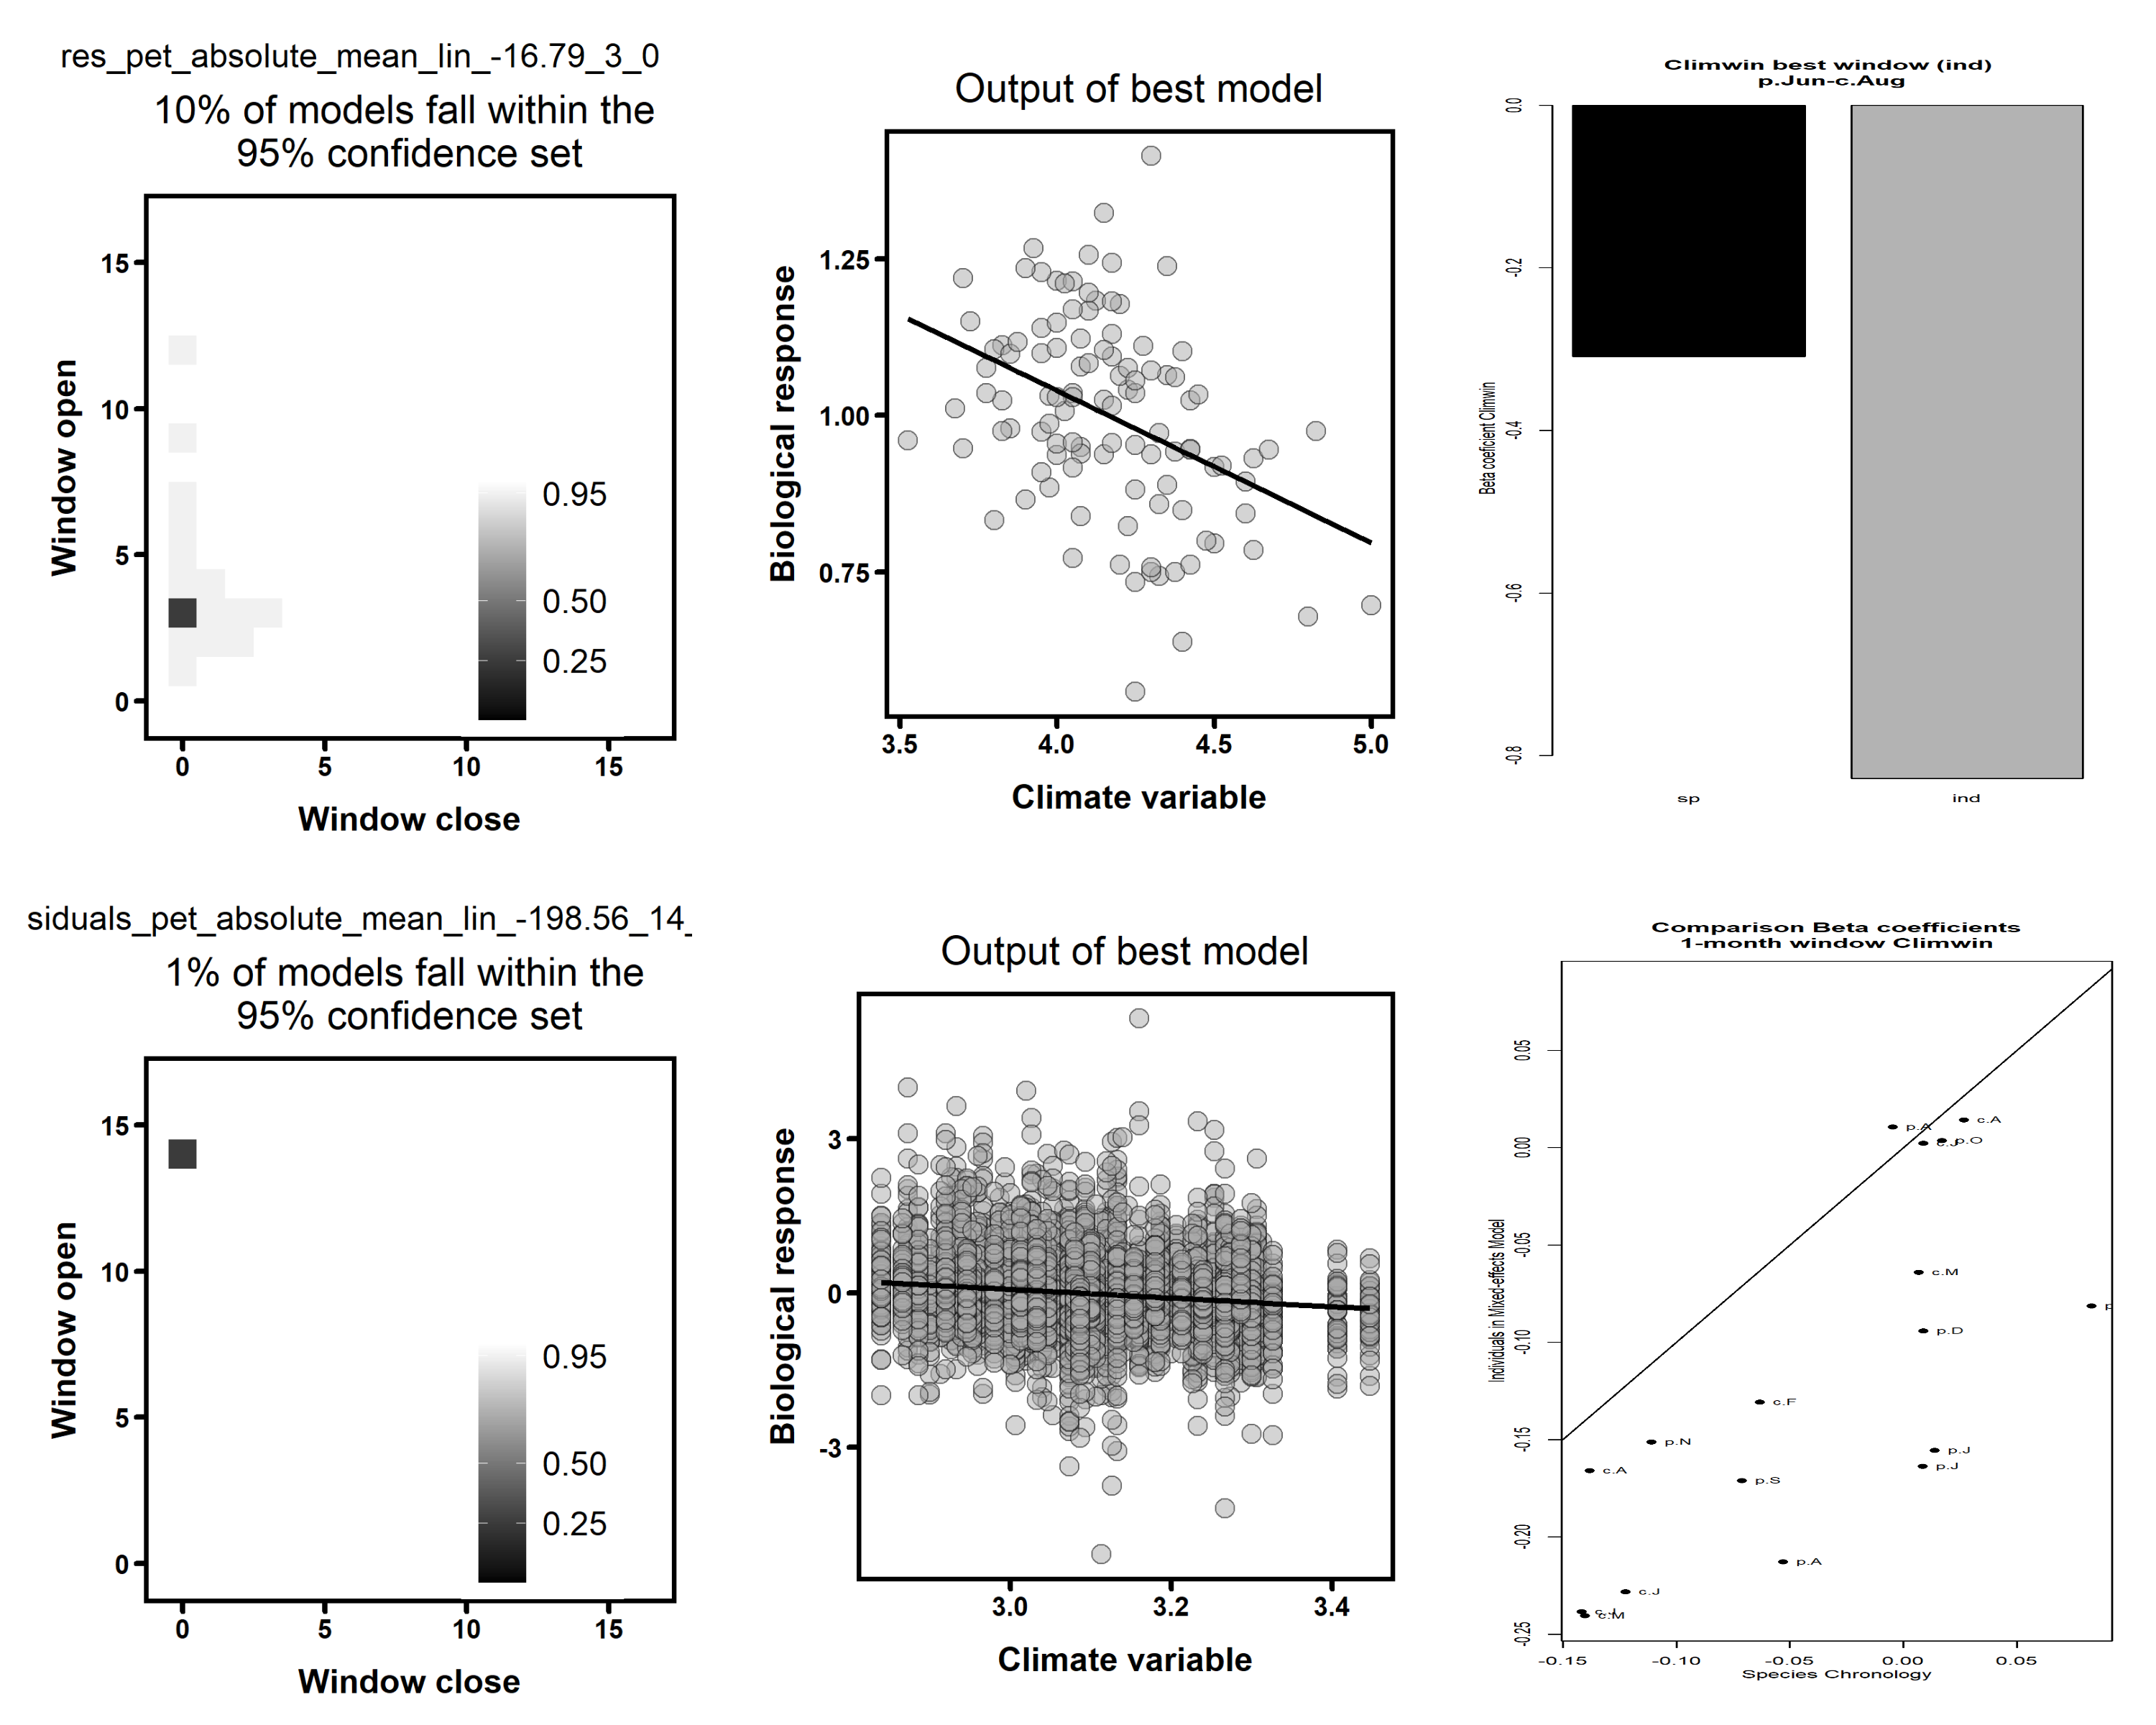 res_pet_absolute_mean_lin_-16.79_3_0
10% of models fall within the
95% confidence set
Window open
15
10
5
0
0.95
0.50
0.25
0 5 10 15
Window close
Output of best model
Biological response
1.25
1.00
0.75
3.5 4.0 4.5 5.0
Climate variable
Climwin best window (ind)
p.Jun-c.Aug
Beta coeficient Climwin
0.0
-0.2
-0.4
-0.6
-0.8
sp ind
siduals_pet_absolute_mean_lin_-198.56_14_
1% of models fall within the
95% confidence set
Window open
15
10
5
0
0.95
0.50
0.25
0 5 10 15
Window close
Output of best model
Biological response
3
0
-3
3.0 3.2 3.4
Climate variable
Comparison Beta coefficients
1-month window Climwin
Individuals in Mixed-effects Model
0.05
0.00
-0.05
-0.10
-0.15
-0.20
-0.25
c.A
p.A
p.O
c.J
c.M
p
p.D
c.F
p.N
p.J
c.A
p.J
p.S
p.A
c.J
c.M
-0.15 -0.10 -0.05 0.00 0.05
Species Chronology